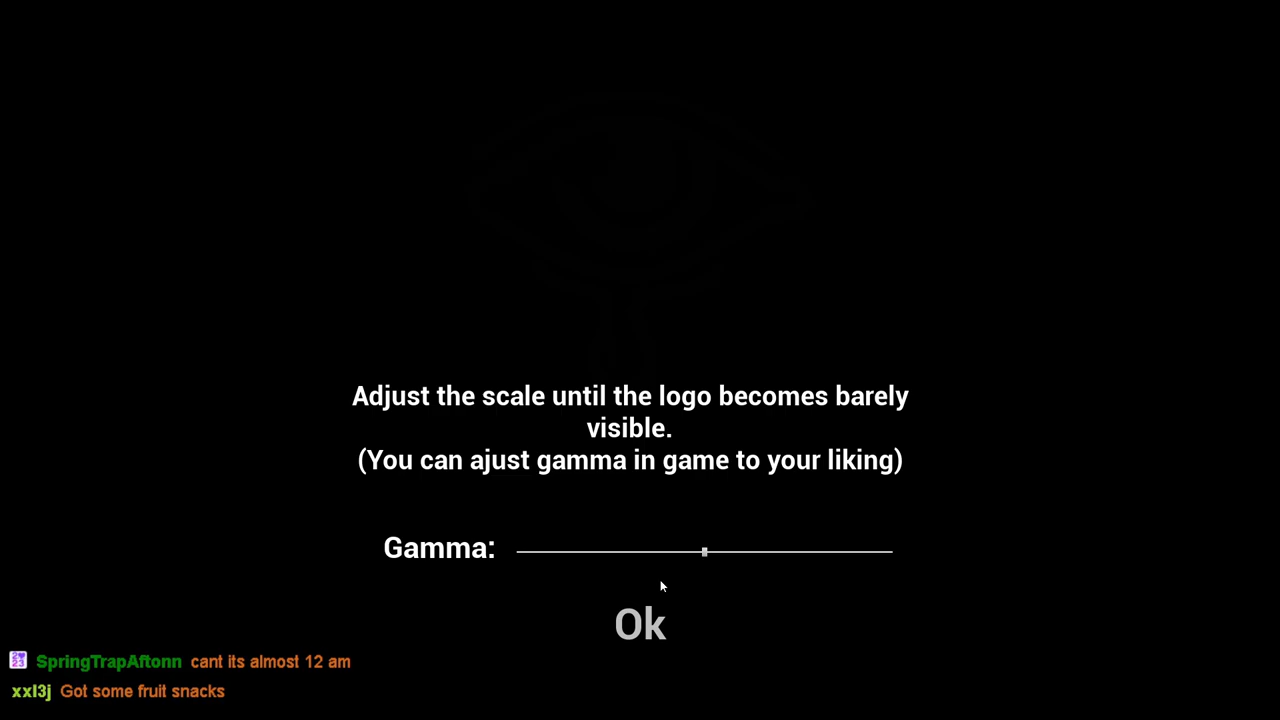 Adjust the scale until the logo becomes barely
visible.
(You can ajust gamma in game to your liking)
Gamma:
Ok
SpringTrapAftonn cant its almost 12 am
xxl3j Got some fruit snacks